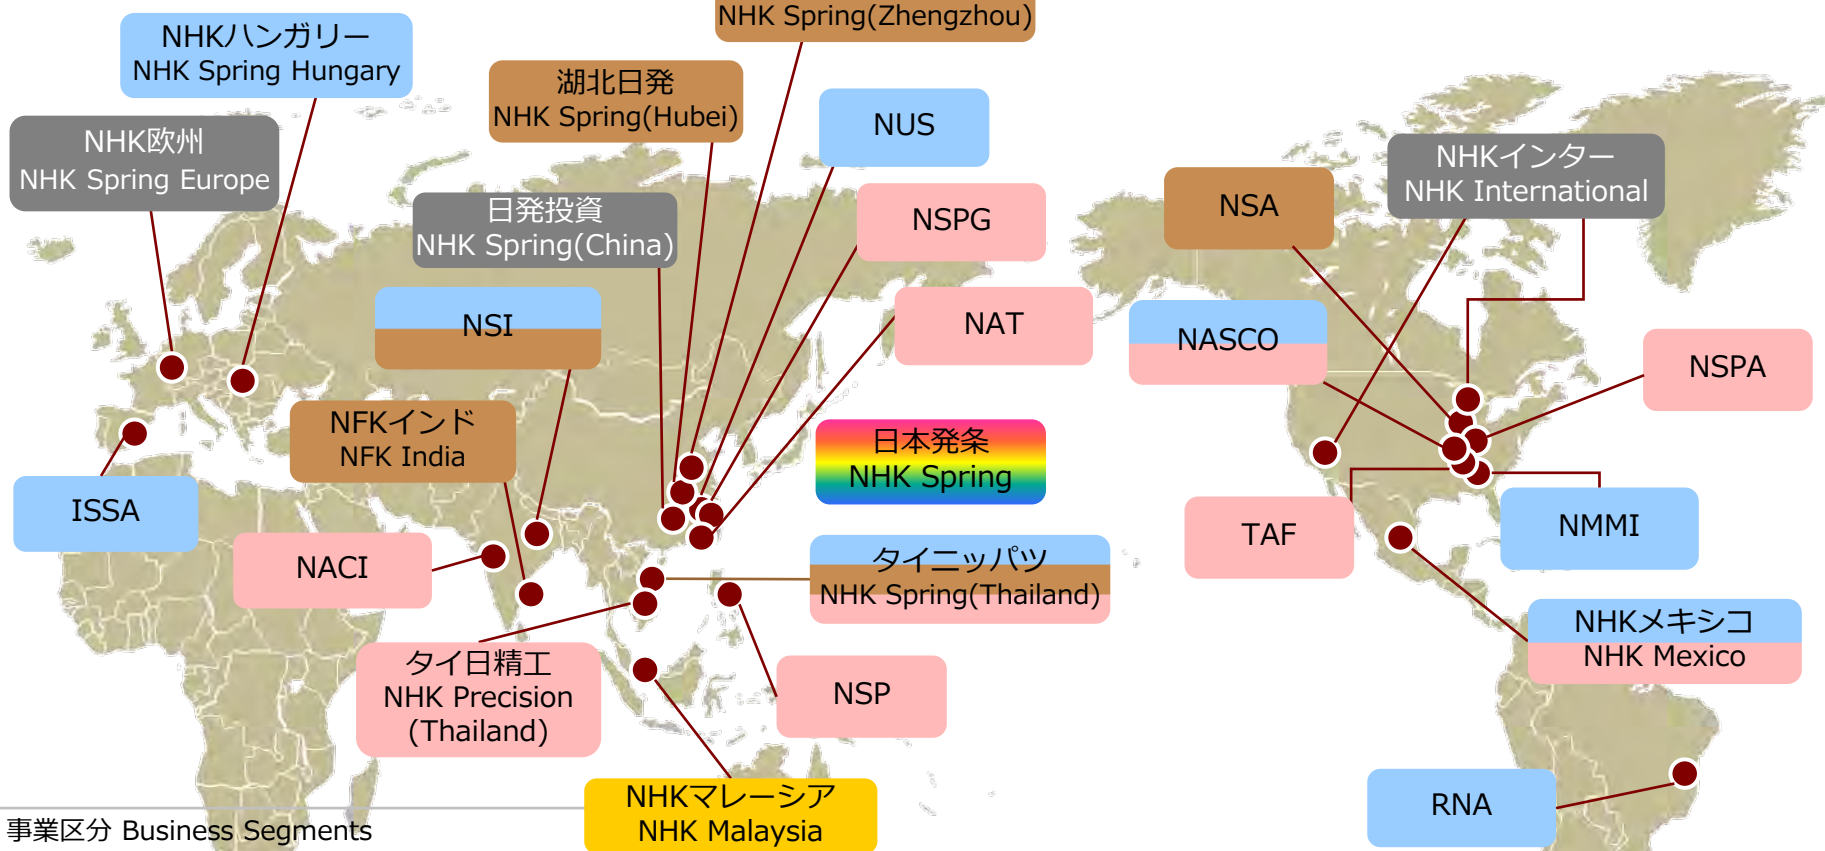 NHK Spring(Zhengzhou)
NHKハンガリー
NHK Spring Hungary
湖北日発
NHK Spring(Hubei)
NUS
NHK欧州
NHK Spring Europe
NHKインター
NHK International
日発投資
NHK Spring(China)
NSPG
NSA
NSI
NAT
NASCO
NSPA
NFKインド
NFK India
日本発条
NHK Spring
ISSA
NACI
タイニッパツ
NHK Spring(Thailand)
TAF
NMMI
タイ日精工
NHK Precision
(Thailand)
NSP
NHKメキシコ
NHK Mexico
NHKマレーシア
NHK Malaysia
RNA
事業区分 Business Segments